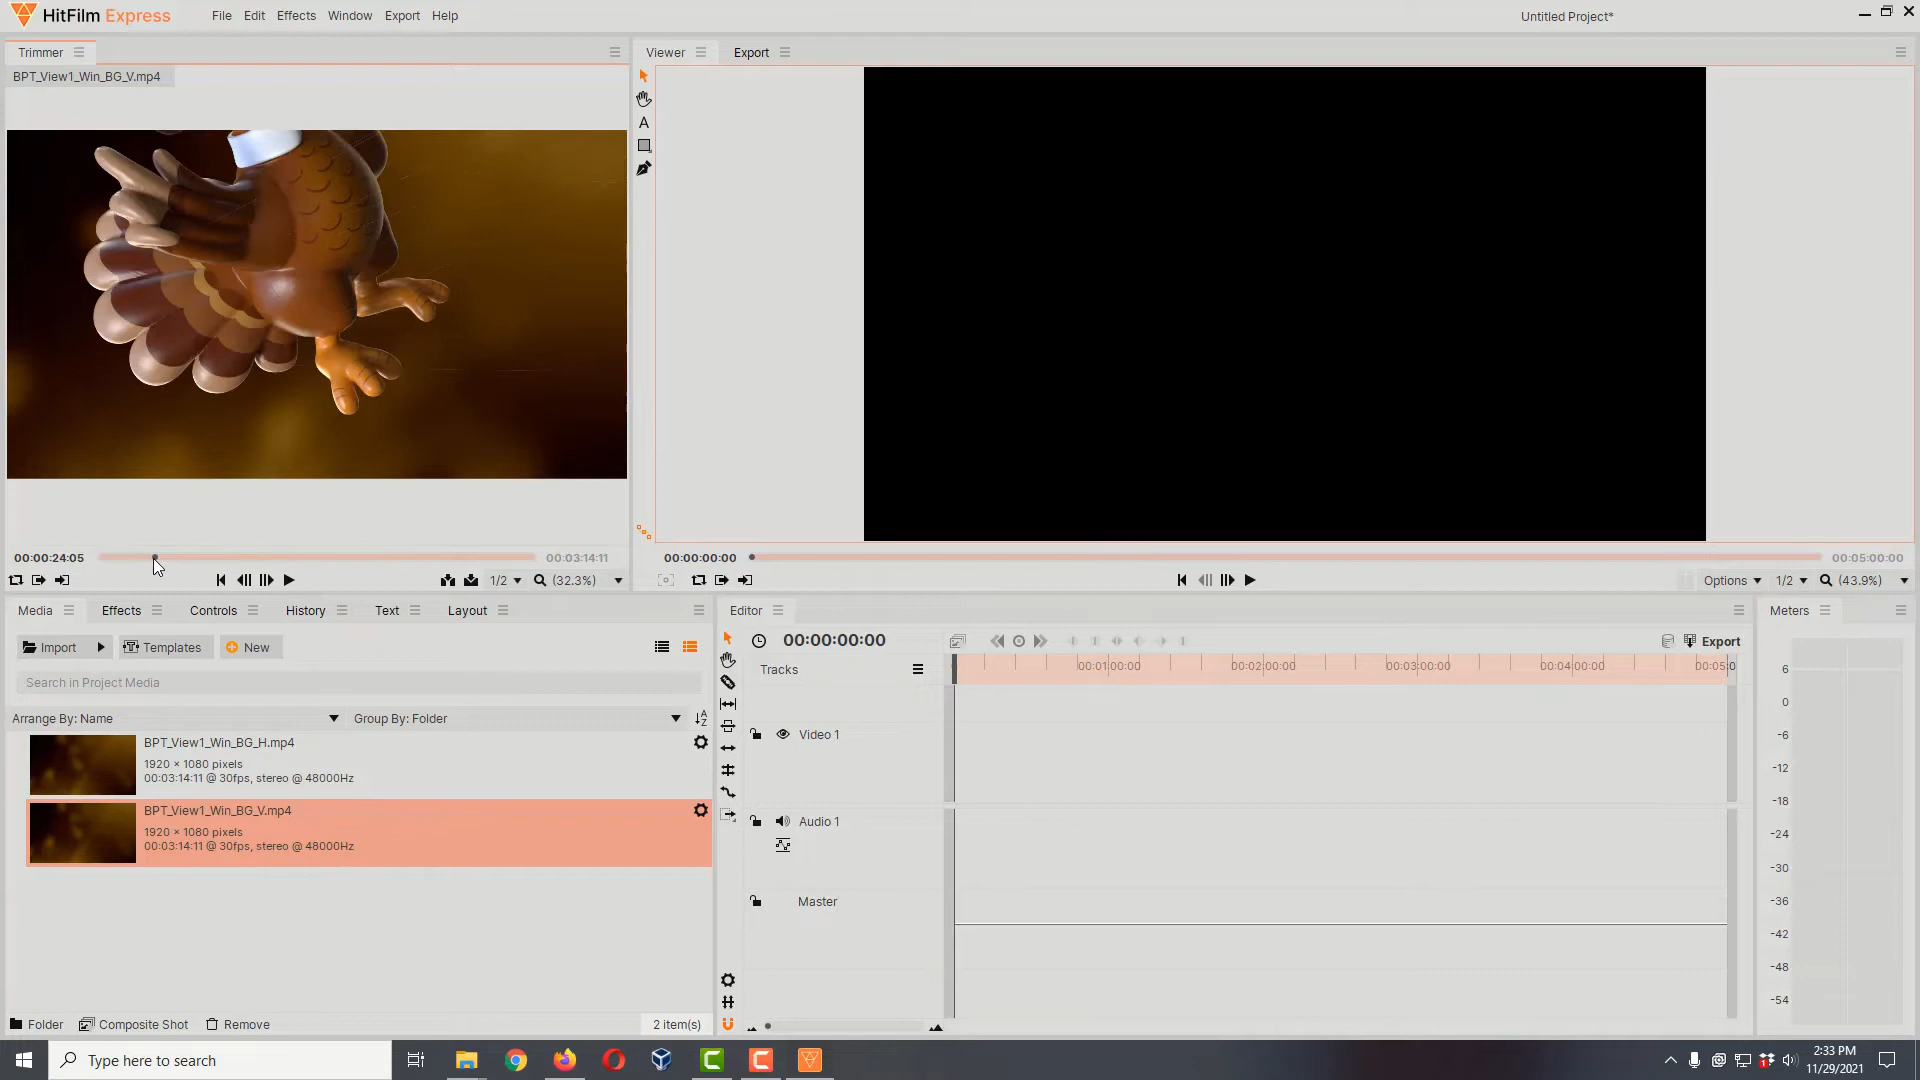 HitFilm Express
File Edit Effects Window Export Help
Untitled Project*
Trimmer
Viewer Export
BPT_View1_Win_BG_V.mp4
A
00:00:24:05 00:03:14:11
00:00:00:00 00:05:00:00
1/2 (32.3%)
Options 1/2 (43.9%)
Media Effects Controls History Text Layout
Editor
Meters
Import Templates New
00:00:00:00
Export
Search in Project Media
Tracks
00:01:00:00 00:02:00:00 00:03:00:00 00:04:00:00 00:05:0
Arrange By: Name Group By: Folder
BPT_View1_Win_BG_H.mp4
1920 × 1080 pixels
00:03:14:11 @ 30fps, stereo @ 48000Hz
BPT_View1_Win_BG_V.mp4
1920 × 1080 pixels
00:03:14:11 @ 30fps, stereo @ 48000Hz
Video 1
Audio 1
Master
6
0
-6
-12
-18
-24
-30
-36
-42
-48
-54
Folder Composite Shot Remove 2 item(s)
Type here to search
2:33 PM
11/29/2021